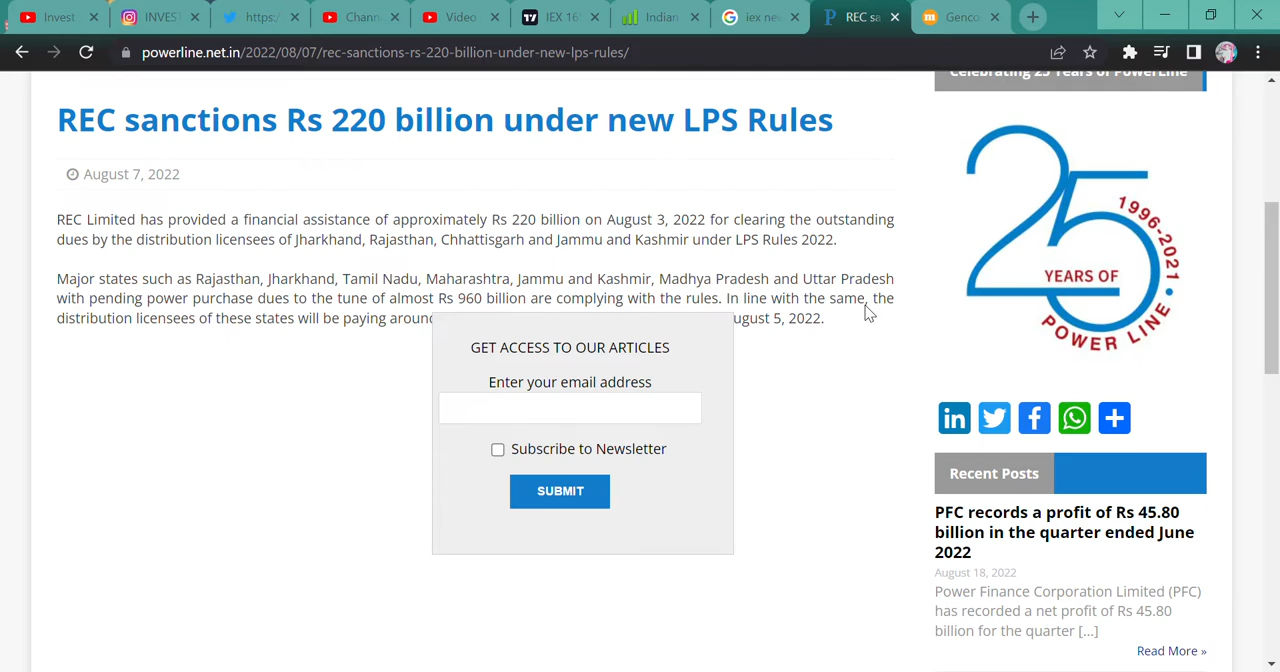 Invest
INVEST
https:
Chann
Video
IEX 165
Indian
iex ne
REC sa
Genco
powerline.net.in/2022/08/07/rec-sanctions-rs-220-billion-under-new-lps-rules/
Celebrating 25 Years of PowerLine
REC sanctions Rs 220 billion under new LPS Rules
August 7, 2022
REC Limited has provided a financial assistance of approximately Rs 220 billion on August 3, 2022 for clearing the outstanding
dues by the distribution licensees of Jharkhand, Rajasthan, Chhattisgarh and Jammu and Kashmir under LPS Rules 2022.
Major states such as Rajasthan, Jharkhand, Tamil Nadu, Maharashtra, Jammu and Kashmir, Madhya Pradesh and Uttar Pradesh
with pending power purchase dues to the tune of almost Rs 960 billion are complying with the rules. In line with the same, the
distribution licensees of these states will be paying around ugust 5, 2022.
GET ACCESS TO OUR ARTICLES
Enter your email address
Subscribe to Newsletter
SUBMIT
25
1996-2021
YEARS OF
POWER LINE
Recent Posts
PFC records a profit of Rs 45.80
billion in the quarter ended June
2022
August 18, 2022
Power Finance Corporation Limited (PFC)
has recorded a net profit of Rs 45.80
billion for the quarter [...]
Read More »